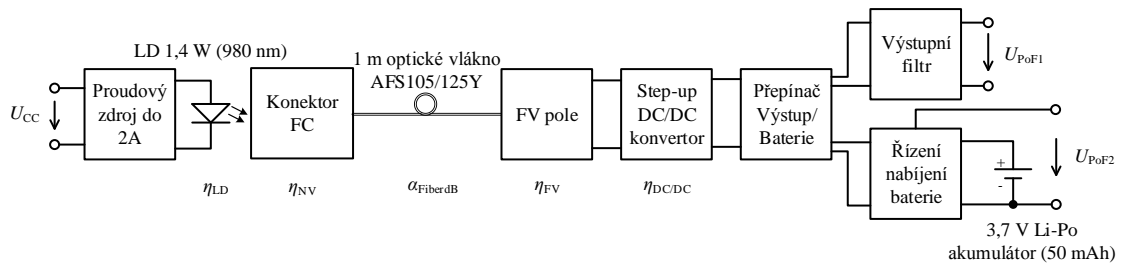 LD 1,4 W (980 nm)
1 m optické vlákno
AFS105/125Y
U_CC
Proudový
zdroj do
2A
Konektor
FC
FV pole
Step-up
DC/DC
konvertor
Přepínač
Výstup/
Baterie
Výstupní
filtr
U_PoF1
Řízení
nabíjení
baterie
+
-
U_PoF2
η_LD
η_NV
α_FiberdB
η_FV
η_DC/DC
3,7 V Li-Po
akumulátor (50 mAh)